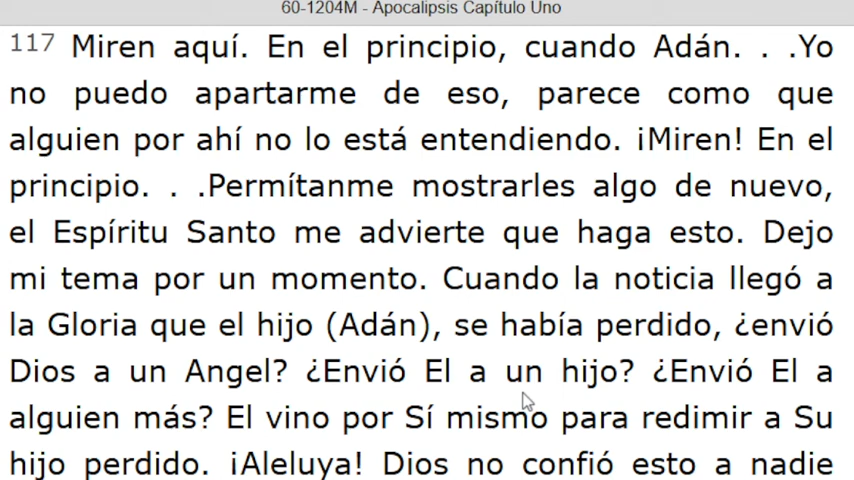 60-1204M - Apocalipsis Capítulo Uno
117 Miren aquí. En el principio, cuando Adán. . .Yo
no puedo apartarme de eso, parece como que
alguien por ahí no lo está entendiendo. ¡Miren! En el
principio. . .Permítanme mostrarles algo de nuevo,
el Espíritu Santo me advierte que haga esto. Dejo
mi tema por un momento. Cuando la noticia llegó a
la Gloria que el hijo (Adán), se había perdido, ¿envió
Dios a un Angel? ¿Envió El a un hijo? ¿Envió El a
alguien más? El vino por Sí mismo para redimir a Su
hijo perdido. ¡Aleluya! Dios no confió esto a nadie